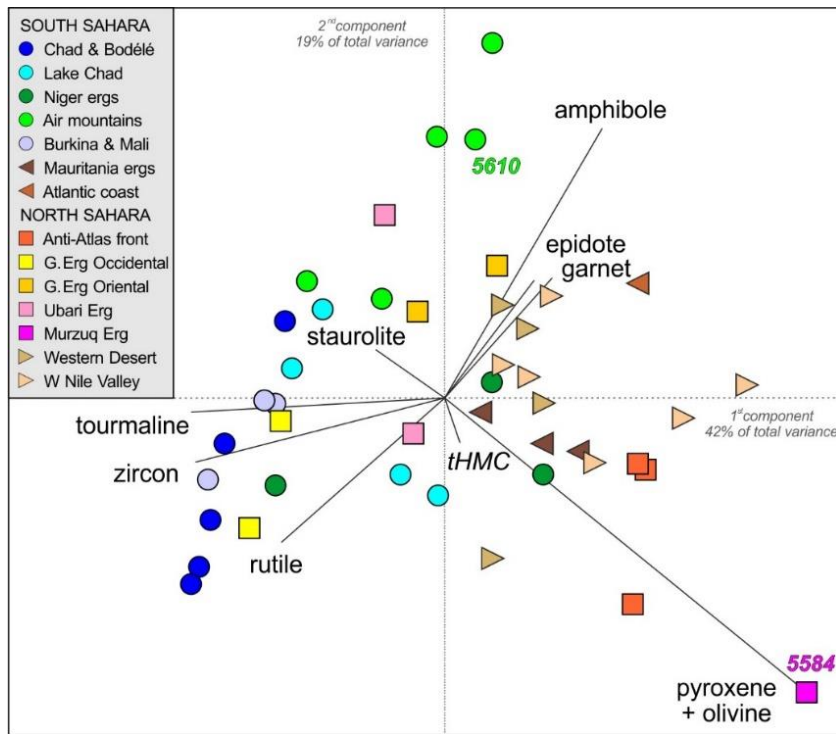 SOUTH SAHARA
Chad & Bodélé
Lake Chad
Niger ergs
Air mountains
Burkina & Mali
Mauritania ergs
Atlantic coast
NORTH SAHARA
Anti-Atlas front
G.Erg Occidental
G.Erg Oriental
Ubari Erg
Murzuq Erg
Western Desert
W Nile Valley
2nd component
19% of total variance
amphibole
5610
epidote
garnet
staurolite
tourmaline
1st component
42% of total variance
zircon
tHMC
rutile
5584
pyroxene
+ olivine